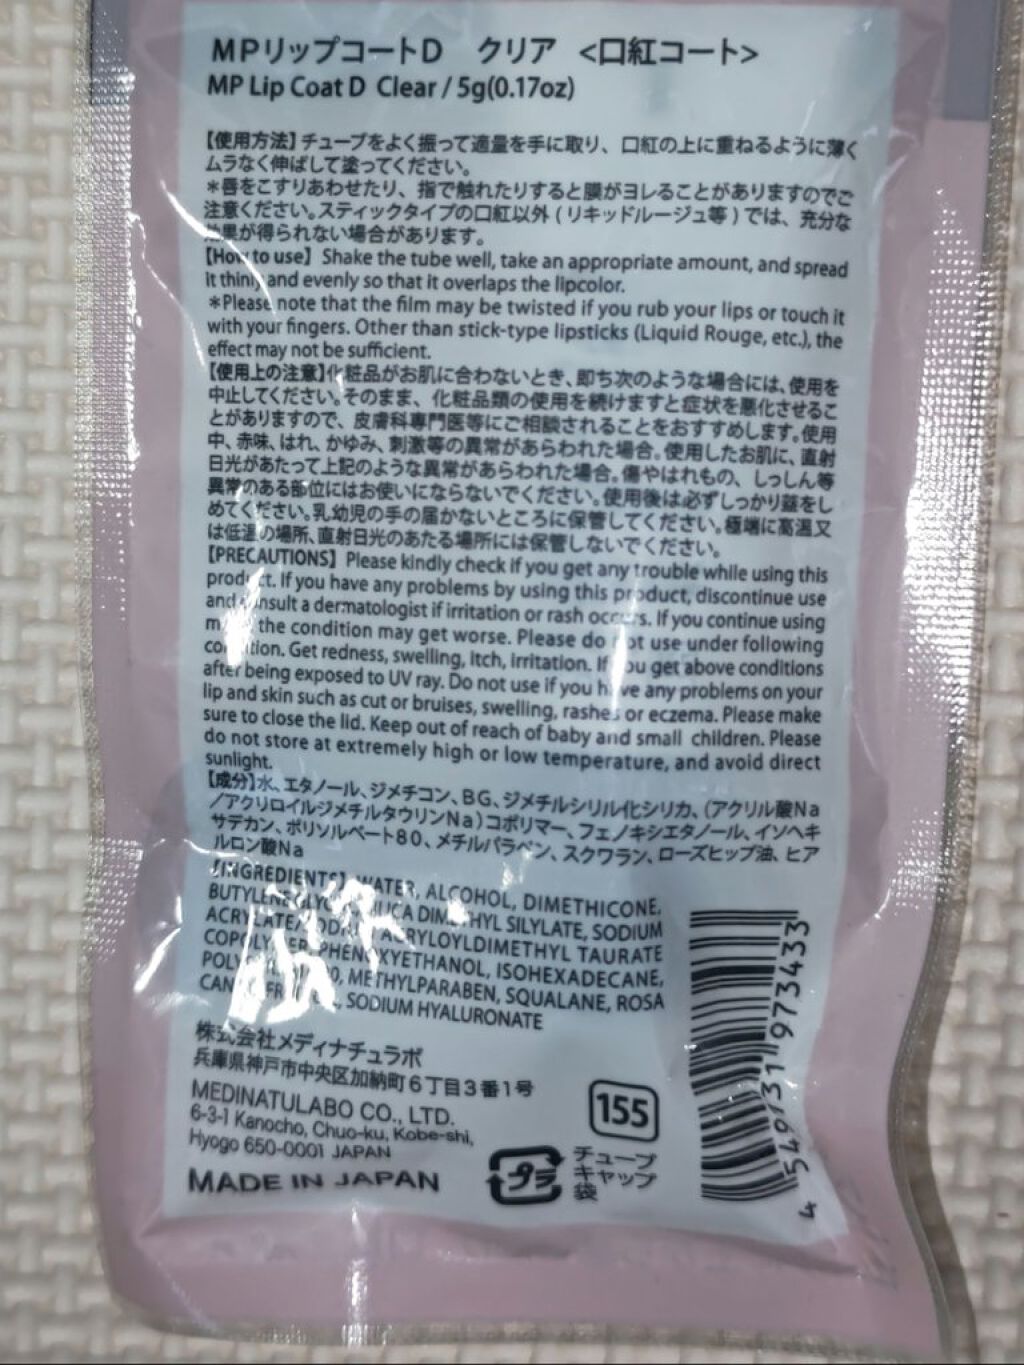 MPリップコートD　クリア　<口紅コート>
MP Lip Coat D Clear / 5g(0.17oz)
【使用方法】チューブをよく振って適量を手に取り、口紅の上に重ねるように薄く
ムラなく伸ばして塗ってください。
*唇をこすりあわせたり、指で触れたりすると膜がヨレることがありますのでご
注意ください。スティックタイプの口紅以外(リキッドルージュ等)では、充分な
効果が得られない場合があります。
【How to use】Shake the tube well, take an appropriate amount, and spread
it thinly and evenly so that it overlaps the lipcolor.
*Please note that the film may be twisted if you rub your lips or touch it
with your fingers. Other than stick-type lipsticks (Liquid Rouge, etc.), the
effect may not be sufficient.
【使用上の注意】化粧品がお肌に合わないとき、即ち次のような場合には、使用を
中止してください。そのまま、化粧品類の使用を続けますと症状を悪化させるこ
とがありますので、皮膚科専門医等にご相談されることをおすすめします。使用
中、赤味、はれ、かゆみ、刺激等の異常があらわれた場合。使用したお肌に、直射
日光があたって上記のような異常があらわれた場合。傷やはれもの、しっしん等
異常のある部位にはお使いにならないでください。使用後は必ずしっかり蓋をし
めてください。乳幼児の手の届かないところに保管してください。極端に高温又
は低温の場所、直射日光のあたる場所には保管しないでください。
【PRECAUTIONS】Please kindly check if you get any trouble while using this
product. If you have any problems by using this product, discontinue use
and consult a dermatologist if irritation or rash occurs. If you continue using
the condition may get worse. Please do not use under following
condition. Get redness, swelling, itch, irritation. If you get above conditions
after being exposed to UV ray. Do not use if you have any problems on your
lip and skin such as cut or bruises, swelling, rashes or eczema. Please make
sure to close the lid. Keep out of reach of baby and small children. Please
do not store at extremely high or low temperature, and avoid direct
sunlight.
【成分】水、エタノール、ジメチコン、BG、ジメチルシリル化シリカ、(アクリル酸Na
/アクリロイルジメチルタウリンNa)コポリマー、フェノキシエタノール、イソヘキ
サデカン、ポリソルベート80、メチルパラベン、スクワラン、ローズヒップ油、ヒア
ルロン酸Na
【INGREDIENTS】WATER, ALCOHOL, DIMETHICONE,
BUTYLENE GLYCOL, SILICA DIMETHYL SILYLATE, SODIUM
ACRYLATE/SODIUM ACRYLOYLDIMETHYL TAURATE
COPOLYMER, PHENOXYETHANOL, ISOHEXADECANE,
METHYLPARABEN, SQUALANE, ROSA
SODIUM HYALURONATE
株式会社メディナチュラボ
兵庫県神戸市中央区加納町6丁目3番1号
MEDINATULABO CO., LTD.
6-3-1 Kanocho, Chuo-ku, Kobe-shi,
Hyogo 650-0001 JAPAN
MADE IN JAPAN
155
プラ
チューブ
キャップ
袋
4 549731 973433